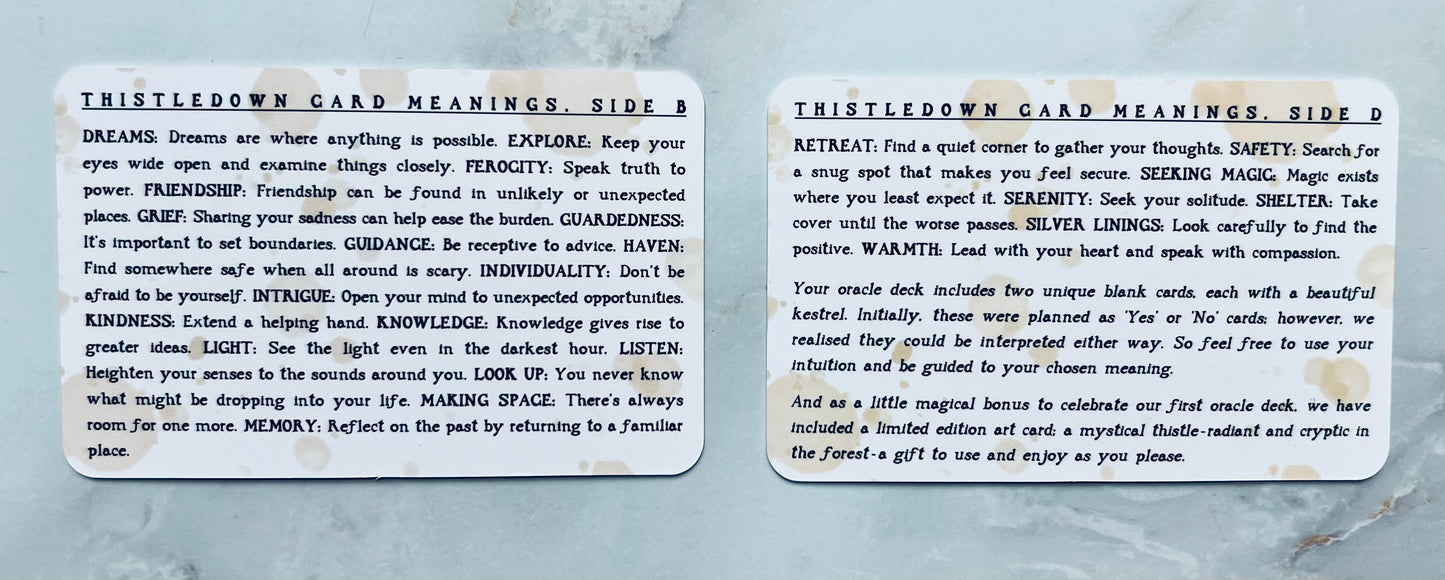 THISTLEDOWN CARD MEANINGS. SIDE B
DREAMS: Dreams are where anything is possible. EXPLORE: Keep your
eyes wide open and examine things closely. FEROCITY: Speak truth to
power. FRIENDSHIP: Friendship can be found in unlikely or unexpected
places. GRIEF: Sharing your sadness can help ease the burden. GUARDEDNESS:
It's important to set boundaries. GUIDANCE: Be receptive to advice. HAVEN:
Find somewhere safe when all around is scary. INDIVIDUALITY: Don't be
afraid to be yourself. INTRIGUE: Open your mind to unexpected opportunities.
KINDNESS: Extend a helping hand. KNOWLEDGE: Knowledge gives rise to
greater ideas. LIGHT: See the light even in the darkest hour. LISTEN:
Heighten your senses to the sounds around you. LOOK UP: You never know
what might be dropping into your life. MAKING SPACE: There's always
room for one more. MEMORY: Reflect on the past by returning to a familiar
place.
THISTLEDOWN CARD MEANINGS. SIDE D
RETREAT: Find a quiet corner to gather your thoughts. SAFETY: Search for
a snug spot that makes you feel secure. SEEKING MAGIC: Magic exists
where you least expect it. SERENITY: Seek your solitude. SHELTER: Take
cover until the worse passes. SILVER LININGS: Look carefully to find the
positive. WARMTH: Lead with your heart and speak with compassion.
Your oracle deck includes two unique blank cards, each with a beautiful
kestrel. Initially, these were planned as 'Yes' or 'No' cards; however, we
realised they could be interpreted either way. So feel free to use your
intuition and be guided to your chosen meaning.
And as a little magical bonus to celebrate our first oracle deck, we have
included a limited edition art card; a mystical thistle-radiant and cryptic in
the forest-a gift to use and enjoy as you please.